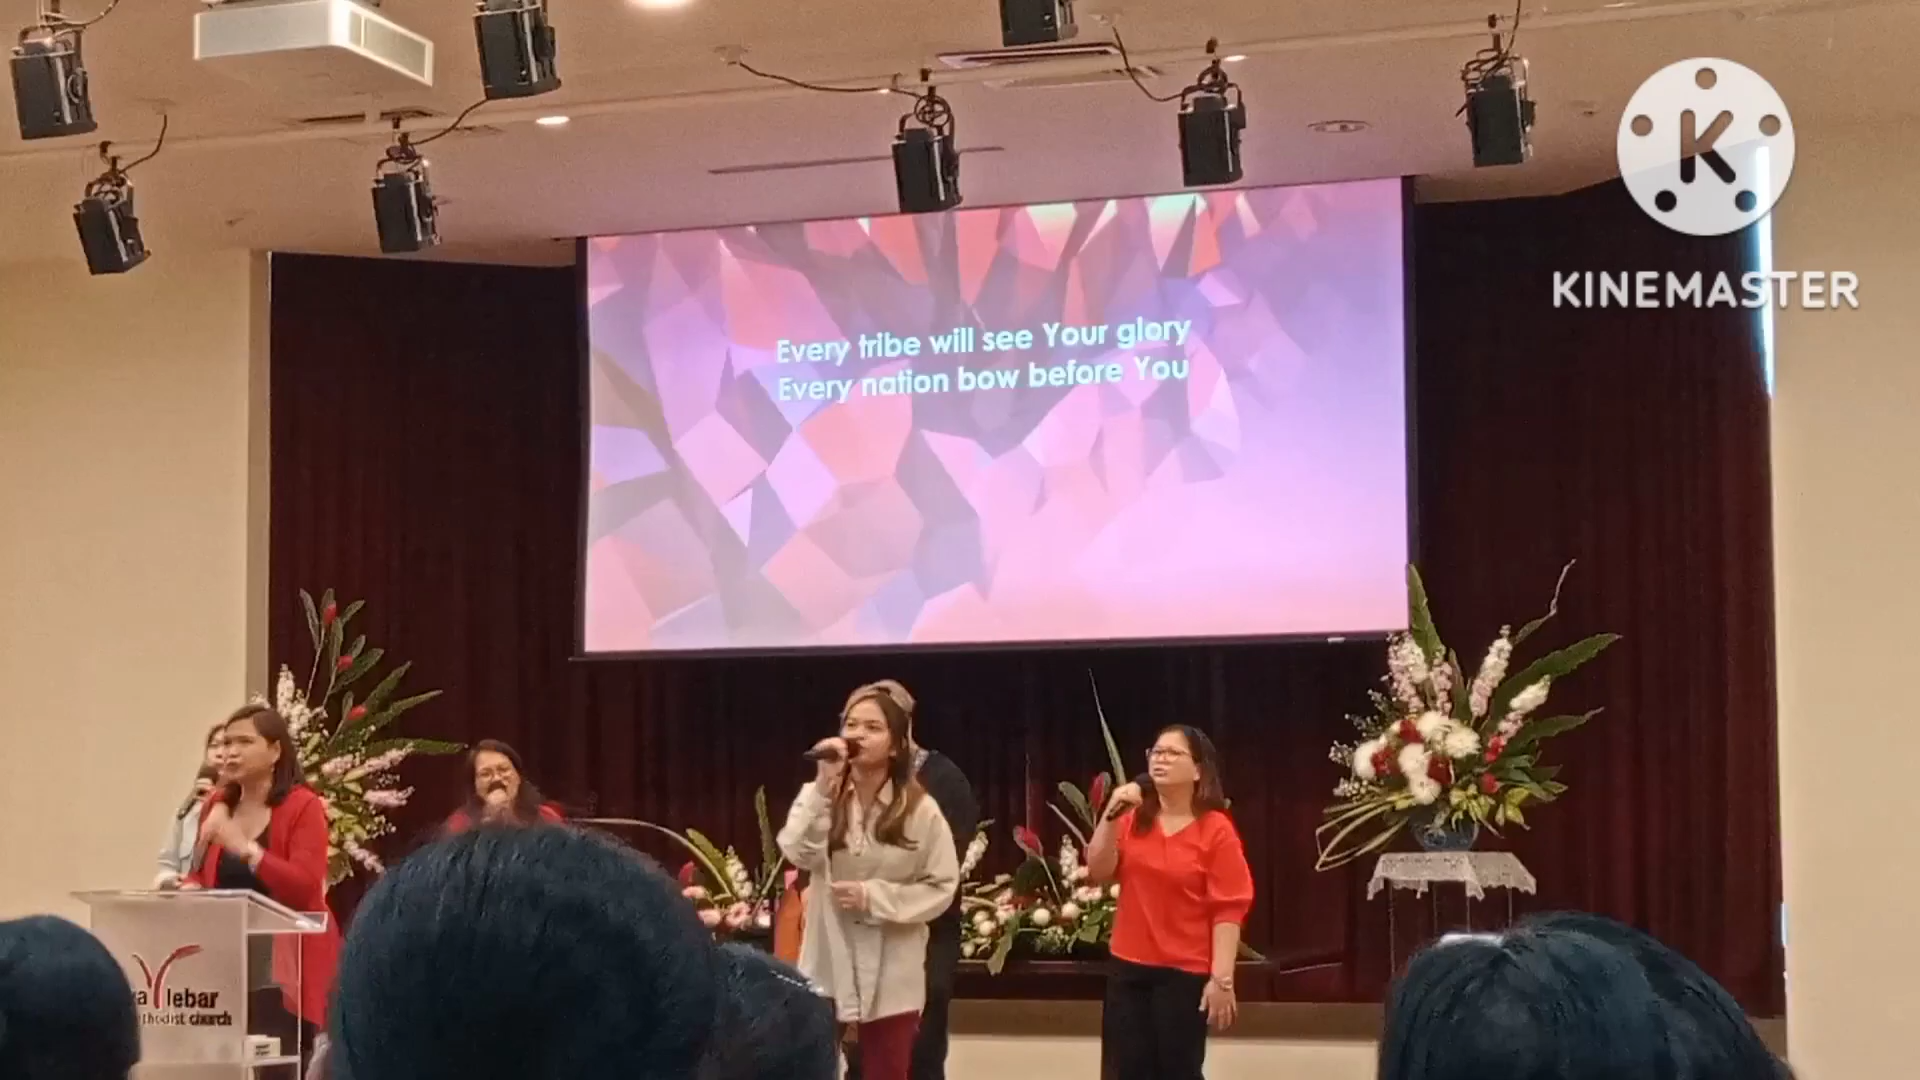 K
KINEMASTER
Every tribe will see Your glory
Every nation bow before You
lebar
church